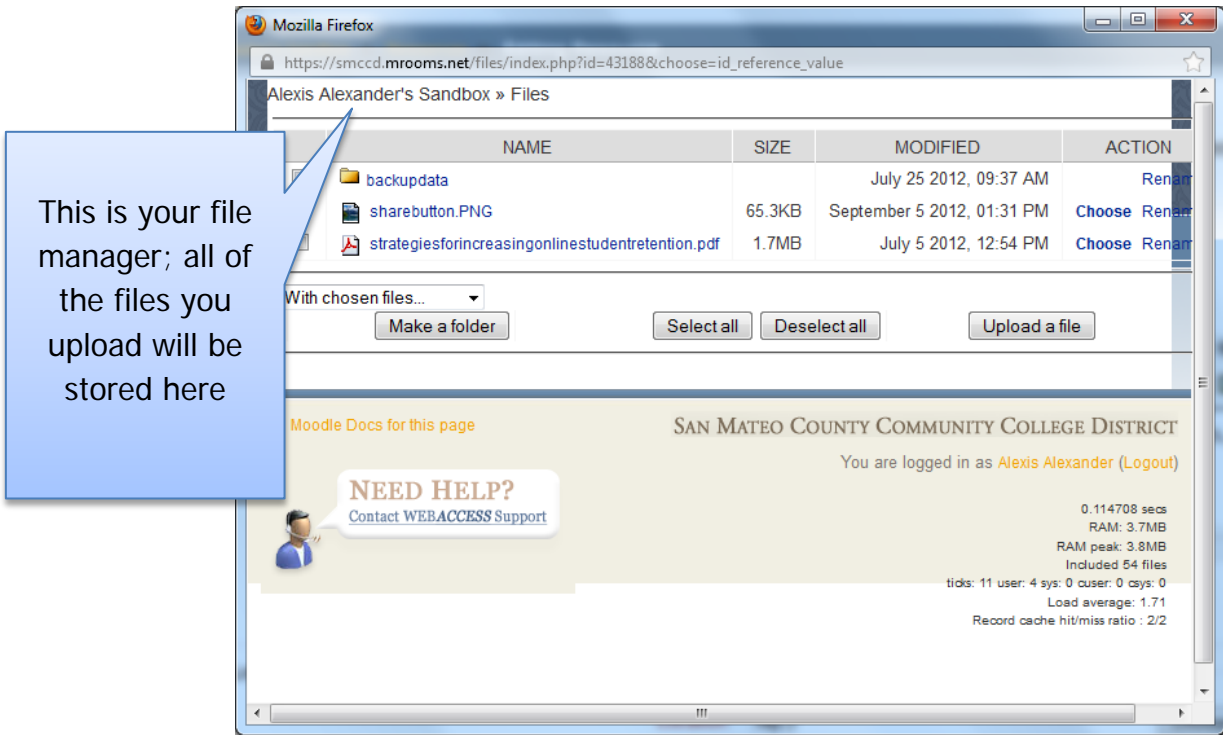 Mozilla Firefox
https://smccd.mrooms.net/files/index.php?id=43188&choose=id_reference_value
Alexis Alexander's Sandbox » Files
NAME SIZE MODIFIED ACTION
backupdata July 25 2012, 09:37 AM Renam
sharebutton.PNG 65.3KB September 5 2012, 01:31 PM Choose Renam
strategiesforincreasingonlinestudentretention.pdf 1.7MB July 5 2012, 12:54 PM Choose Renam
With chosen files...
Make a folder Select all Deselect all Upload a file
This is your file
manager; all of
the files you
upload will be
stored here
Moodle Docs for this page
SAN MATEO COUNTY COMMUNITY COLLEGE DISTRICT
You are logged in as Alexis Alexander (Logout)
NEED HELP?
Contact WEBACCESS Support
0.114708 secs
RAM: 3.7MB
RAM peak: 3.8MB
Included 54 files
ticks: 11 user: 4 sys: 0 cuser: 0 csys: 0
Load average: 1.71
Record cache hit/miss ratio : 2/2